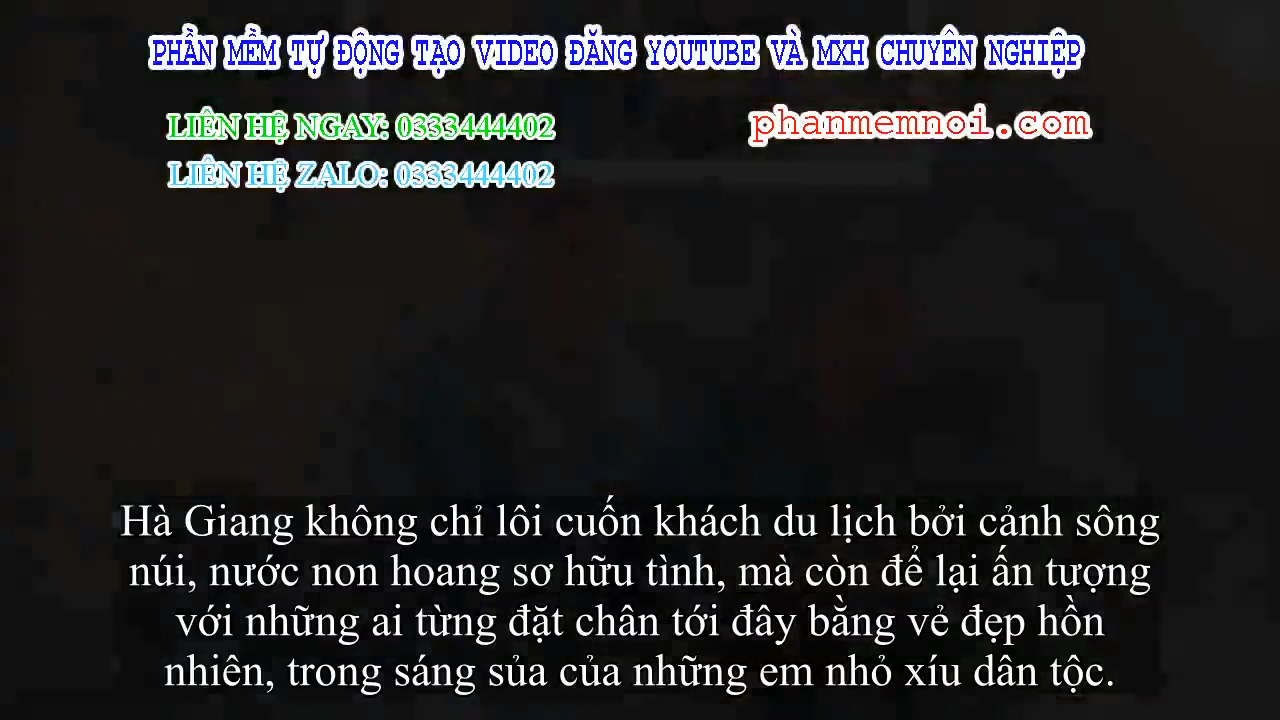 PHẦN MỀM TỰ ĐỘNG TẠO VIDEO ĐĂNG YOUTUBE VÀ MXH CHUYÊN NGHIỆP
LIÊN HỆ NGAY: 0333444402
phanmemnoi.com
LIÊN HỆ ZALO: 0333444402
Hà Giang không chỉ lôi cuốn khách du lịch bởi cảnh sông
núi, nước non hoang sơ hữu tình, mà còn để lại ấn tượng
với những ai từng đặt chân tới đây bằng vẻ đẹp hồn
nhiên, trong sáng sủa của những em nhỏ xíu dân tộc.